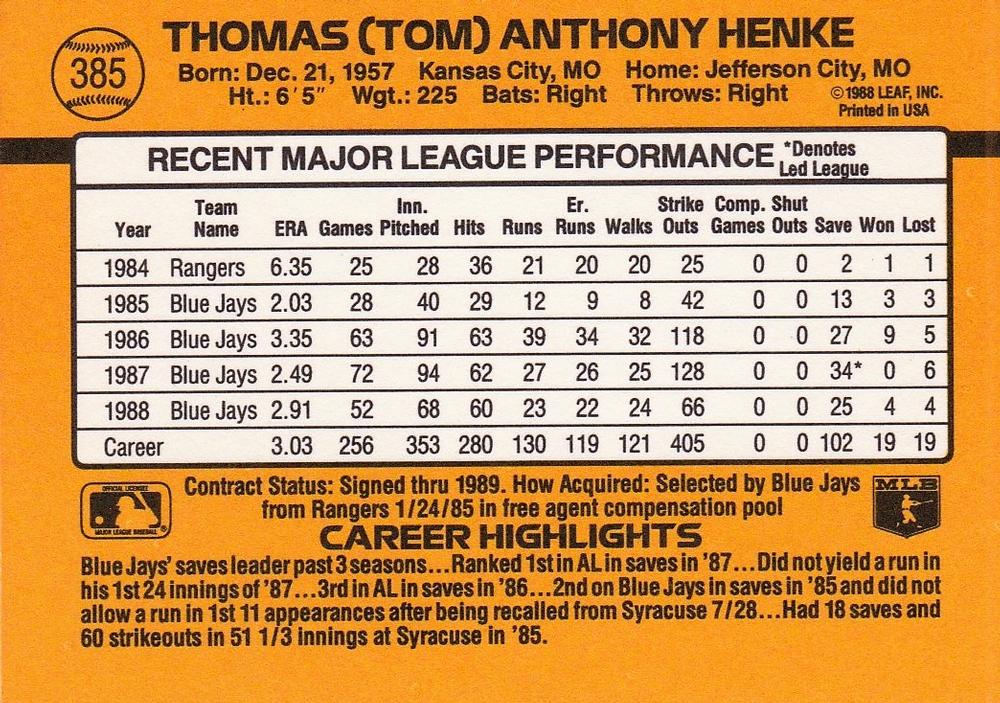 385
THOMAS (TOM) ANTHONY HENKE
Born: Dec. 21, 1957 Kansas City, MO Home: Jefferson City, MO
Ht.: 6' 5" Wgt.: 225 Bats: Right Throws: Right ©1988 LEAF, INC.
Printed in USA
RECENT MAJOR LEAGUE PERFORMANCE *Denotes
Led League
Year Team Name ERA Games Inn. Pitched Hits Runs Er. Runs Walks Strike Outs Comp. Games Shut Outs Save Won Lost
1984 Rangers 6.35 25 28 36 21 20 20 25 0 0 2 1 1
1985 Blue Jays 2.03 28 40 29 12 9 8 42 0 0 13 3 3
1986 Blue Jays 3.35 63 91 63 39 34 32 118 0 0 27 9 5
1987 Blue Jays 2.49 72 94 62 27 26 25 128 0 0 34* 0 6
1988 Blue Jays 2.91 52 68 60 23 22 24 66 0 0 25 4 4
Career 3.03 256 353 280 130 119 121 405 0 0 102 19 19
OFFICIAL LICENSEE
MAJOR LEAGUE BASEBALL
Contract Status: Signed thru 1989. How Acquired: Selected by Blue Jays
from Rangers 1/24/85 in free agent compensation pool
MLB
CAREER HIGHLIGHTS
Blue Jays' saves leader past 3 seasons...Ranked 1st in AL in saves in '87...Did not yield a run in
his 1st 24 innings of '87...3rd in AL in saves in '86...2nd on Blue Jays in saves in '85 and did not
allow a run in 1st 11 appearances after being recalled from Syracuse 7/28...Had 18 saves and
60 strikeouts in 51 1/3 innings at Syracuse in '85.